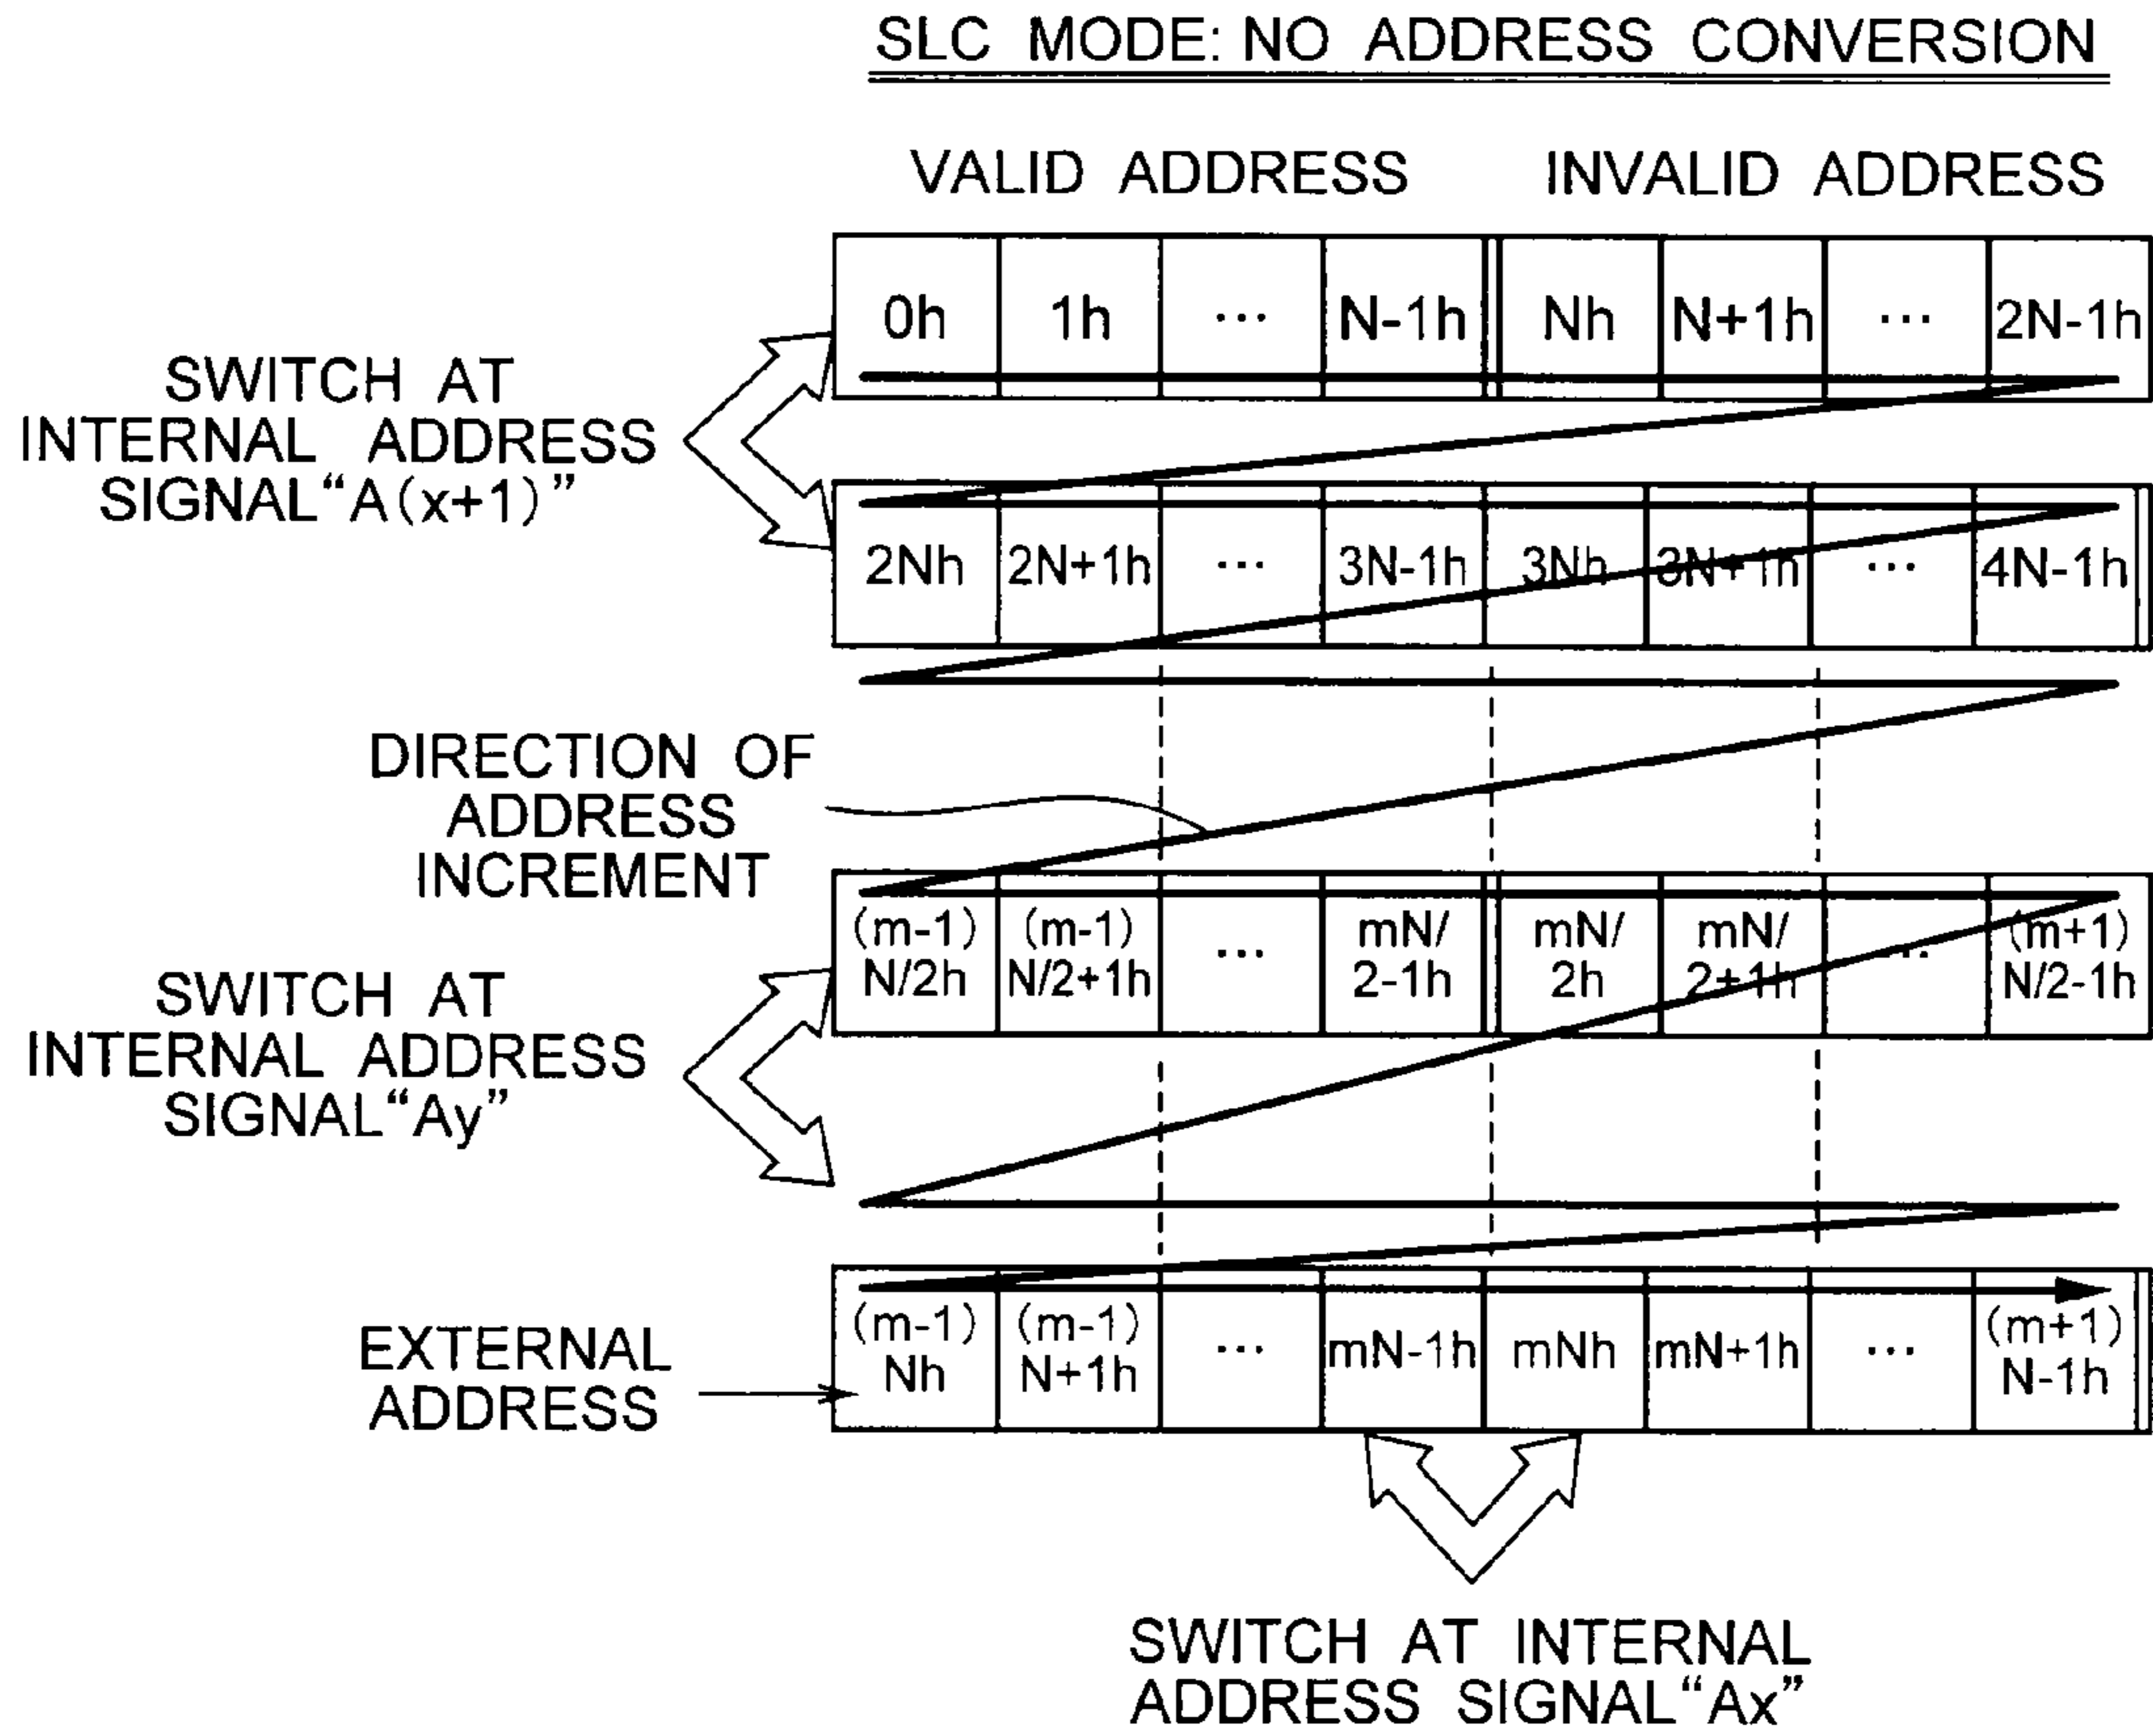 SLC MODE: NO ADDRESS CONVERSION
VALID ADDRESS INVALID ADDRESS
0h 1h ... N-1h Nh N+1h ... 2N-1h
SWITCH AT
INTERNAL ADDRESS
SIGNAL“A(x+1)”
2Nh 2N+1h ... 3N-1h 3Nh 3N+1h ... 4N-1h
DIRECTION OF
ADDRESS
INCREMENT
(m-1) (m-1) ... mN/ mN/ mN/ ... (m+1)
N/2h N/2+1h 2-1h 2h 2+1h N/2-1h
SWITCH AT
INTERNAL ADDRESS
SIGNAL“Ay”
(m-1) (m-1) ... mN-1h mNh mN+1h ... (m+1)
Nh N+1h N-1h
EXTERNAL
ADDRESS
SWITCH AT INTERNAL
ADDRESS SIGNAL“Ax”